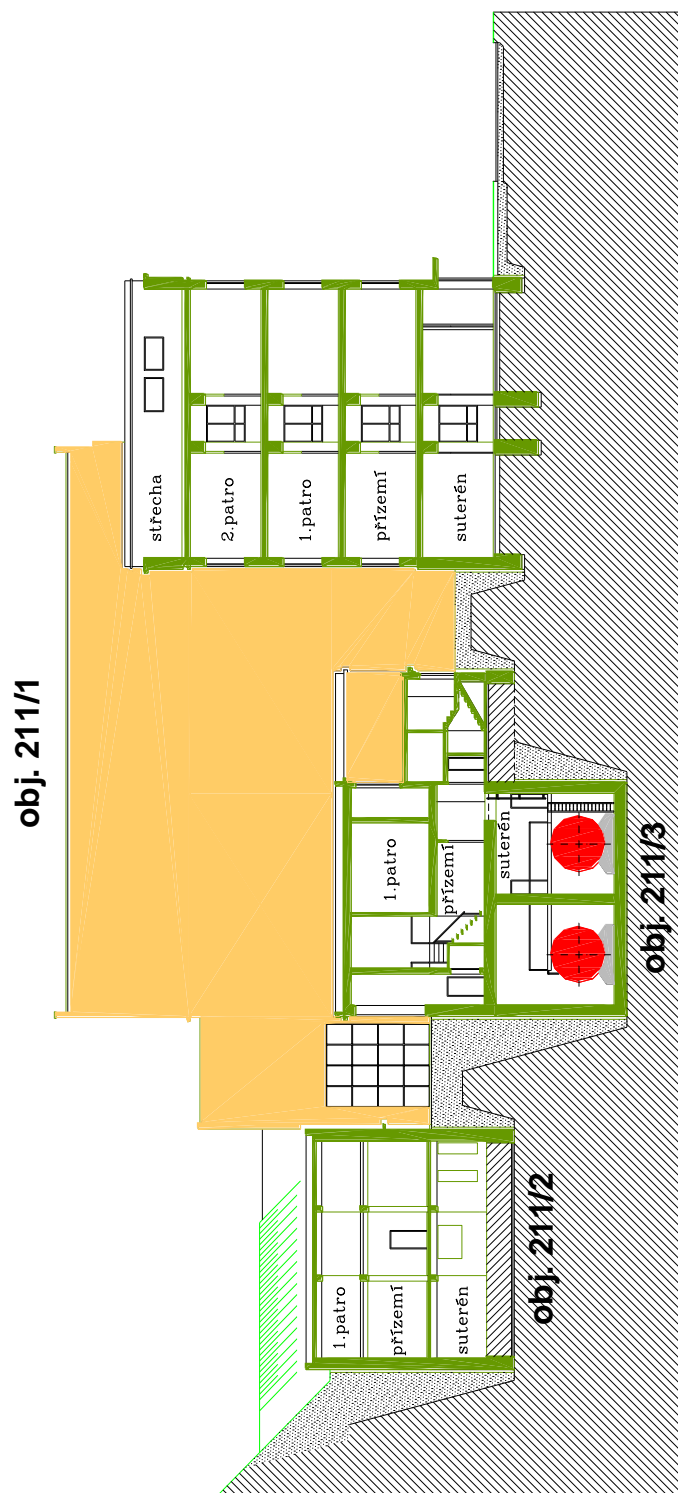 obj. 211/1
střecha
2.patro
1.patro
přízemí
suterén
1.patro
přízemí
suterén
obj. 211/3
1.patro
přízemí
suterén
obj. 211/2